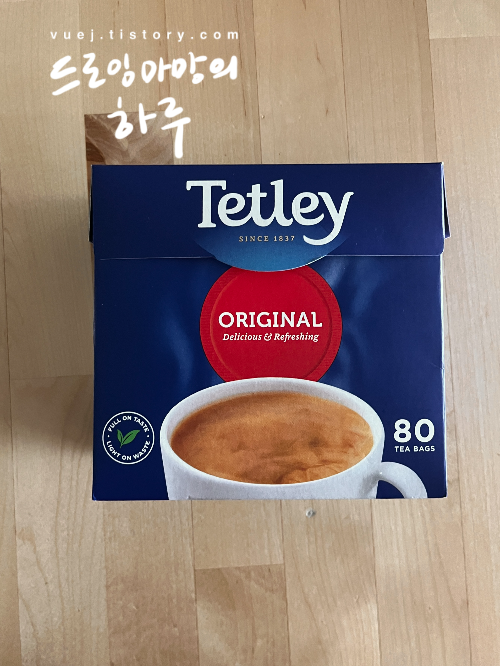 vuej.tistory.com
드로잉마망의
하루
Tetley
SINCE 1837
ORIGINAL
Delicious & Refreshing
FULL ON TASTE
LIGHT ON WASTE
80
TEA BAGS